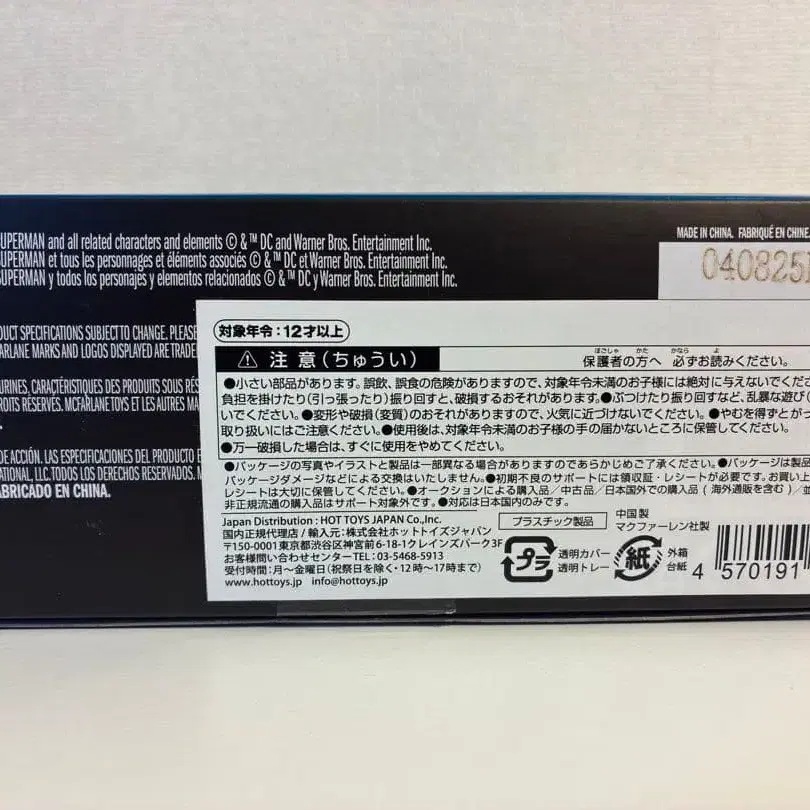 SUPERMAN and all related characters and elements © & ™ DC and Warner Bros. Entertainment Inc.
SUPERMAN et tous les personnages et éléments associés © & ™ DC et Warner Bros. Entertainment Inc.
SUPERMAN y todos los personajes y elementos relacionados © & ™ DC y Warner Bros. Entertainment Inc.
MADE IN CHINA. FABRIQUÉ EN CHINE.
040825
SPECIFICATIONS SUBJECT TO CHANGE. PLEASE
MARKS AND LOGOS DISPLAYED ARE
CARACTÉRISTIQUES DES PRODUITS SOUS
DROITS RÉSERVES. MCFARLANE TOYS ET LES AUTRES
DE ACCIÓN. LAS ESPECIFICACIONES DEL PRODUCTO
LLC. TODOS LOS DERECHOS RESERVADOS.
FABRICADO EN CHINA.
対象年令:12才以上
⚠ 注意(ちゅうい)
保護者の方へ 必ずお読みください。
●小さい部品があります。誤飲、誤食の危険がありますので、対象年令未満のお子様には絶対に与えないでくだ
負担を掛けたり(引っ張ったり)振り回すと、破損するおそれがあります。●ぶつけたり振り回すなど、乱暴な遊び
いでください。●変形や破損(変質)のおそれがありますので、火気に近づけないでください。●やむを得ずとがっ
取り扱いにはご注意ください。●使用後は、対象年令未満のお子様の手の届かないところに保管してください。
●万一破損した場合は、すぐに使用をやめてください。
●パッケージの写真やイラストと製品は一部異なる場合がありますのであらかじめご了承ください。●パッケージは製品
パッケージダメージなどによる交換はいたしません。●初期不良のサポートには領収証・レシートが必要です。お買い上
レシートは大切に保管してください。●オークションによる購入品/中古品/日本国外での購入品(海外通販を含む)/
非正規流通の購入品はサポート対象外です。●対応は日本国内のみです。
Japan Distribution : HOT TOYS JAPAN Co.,Inc.
国内正規代理店/輸入元:株式会社ホットトイズジャパン
〒150-0001東京都渋谷区神宮前6-18-1クレインズパーク3F
お客様問い合わせセンターTEL: 03-5468-5913
受付時間:月~金曜日(祝祭日を除く・12時~17時まで)
www.hottoys.jp info@hottoys.jp
プラスチック製品
中国製
マクファーレン社製
プラ
透明カバー
透明トレー
紙
外箱
台紙
4 570191